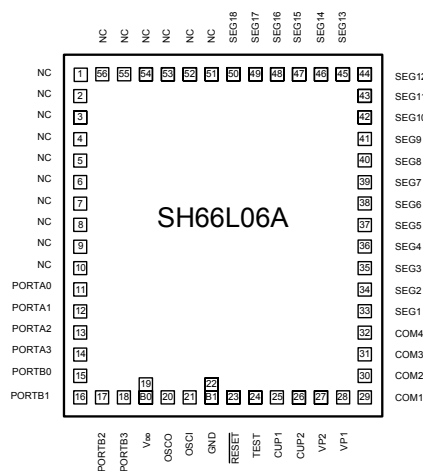 NC
NC
NC
NC
NC
NC
SEG18
SEG17
SEG16
SEG15
SEG14
SEG13
NC 1 56 55 54 53 52 51 50 49 48 47 46 45 44 SEG12
NC 2 43 SEG11
NC 3 42 SEG10
NC 4 41 SEG9
NC 5 40 SEG8
NC 6 39 SEG7
NC 7 38 SEG6
SH66L06A
NC 8 37 SEG5
NC 9 36 SEG4
NC 10 35 SEG3
PORTA0 11 34 SEG2
PORTA1 12 33 SEG1
PORTA2 13 32 COM4
PORTA3 14 31 COM3
PORTB0 15 19 22 30 COM2
PORTB1 16 17 18 B0 20 21 B1 23 24 25 26 27 28 29 COM1
PORTB2
PORTB3
VDD
OSCO
OSCI
GND
RESET
TEST
CUP1
CUP2
VP2
VP1